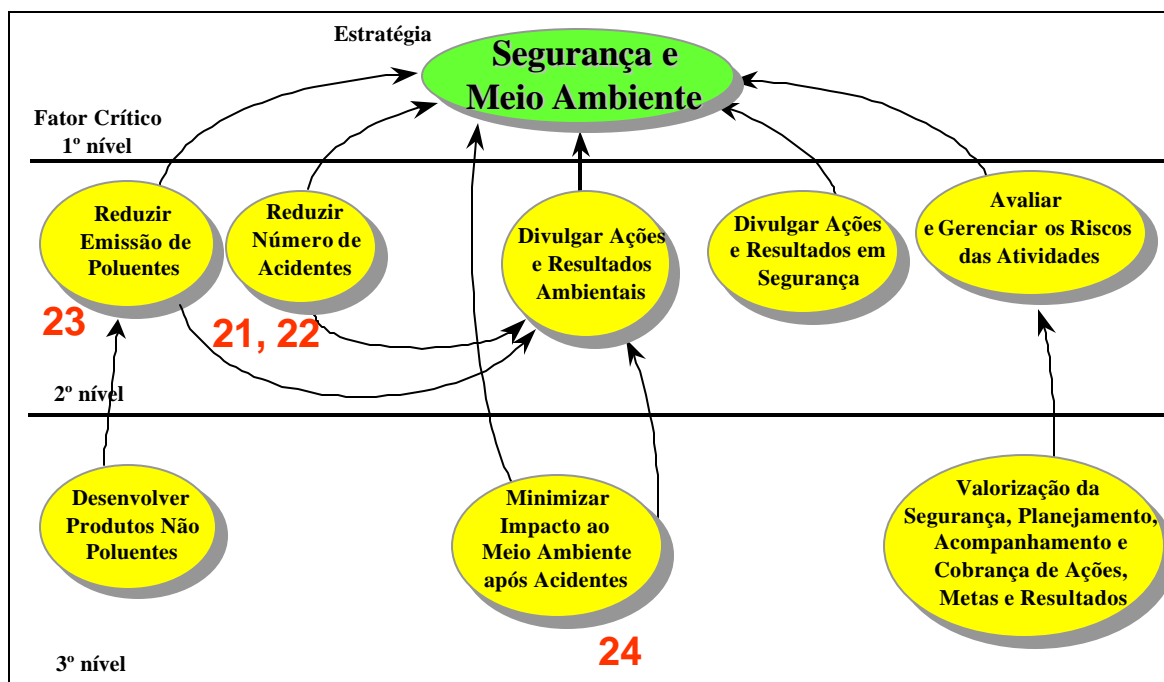 Estratégia
Segurança e
Meio Ambiente
Fator Crítico
1º nível
Reduzir
Emissão de
Poluentes
23
Reduzir
Número de
Acidentes
21, 22
Divulgar Ações
e Resultados
Ambientais
Divulgar Ações
e Resultados em
Segurança
Avaliar
e Gerenciar os Riscos
das Atividades
2º nível
Desenvolver
Produtos Não
Poluentes
Minimizar
Impacto ao
Meio Ambiente
após Acidentes
24
Valorização da
Segurança, Planejamento,
Acompanhamento e
Cobrança de Ações,
Metas e Resultados
3º nível